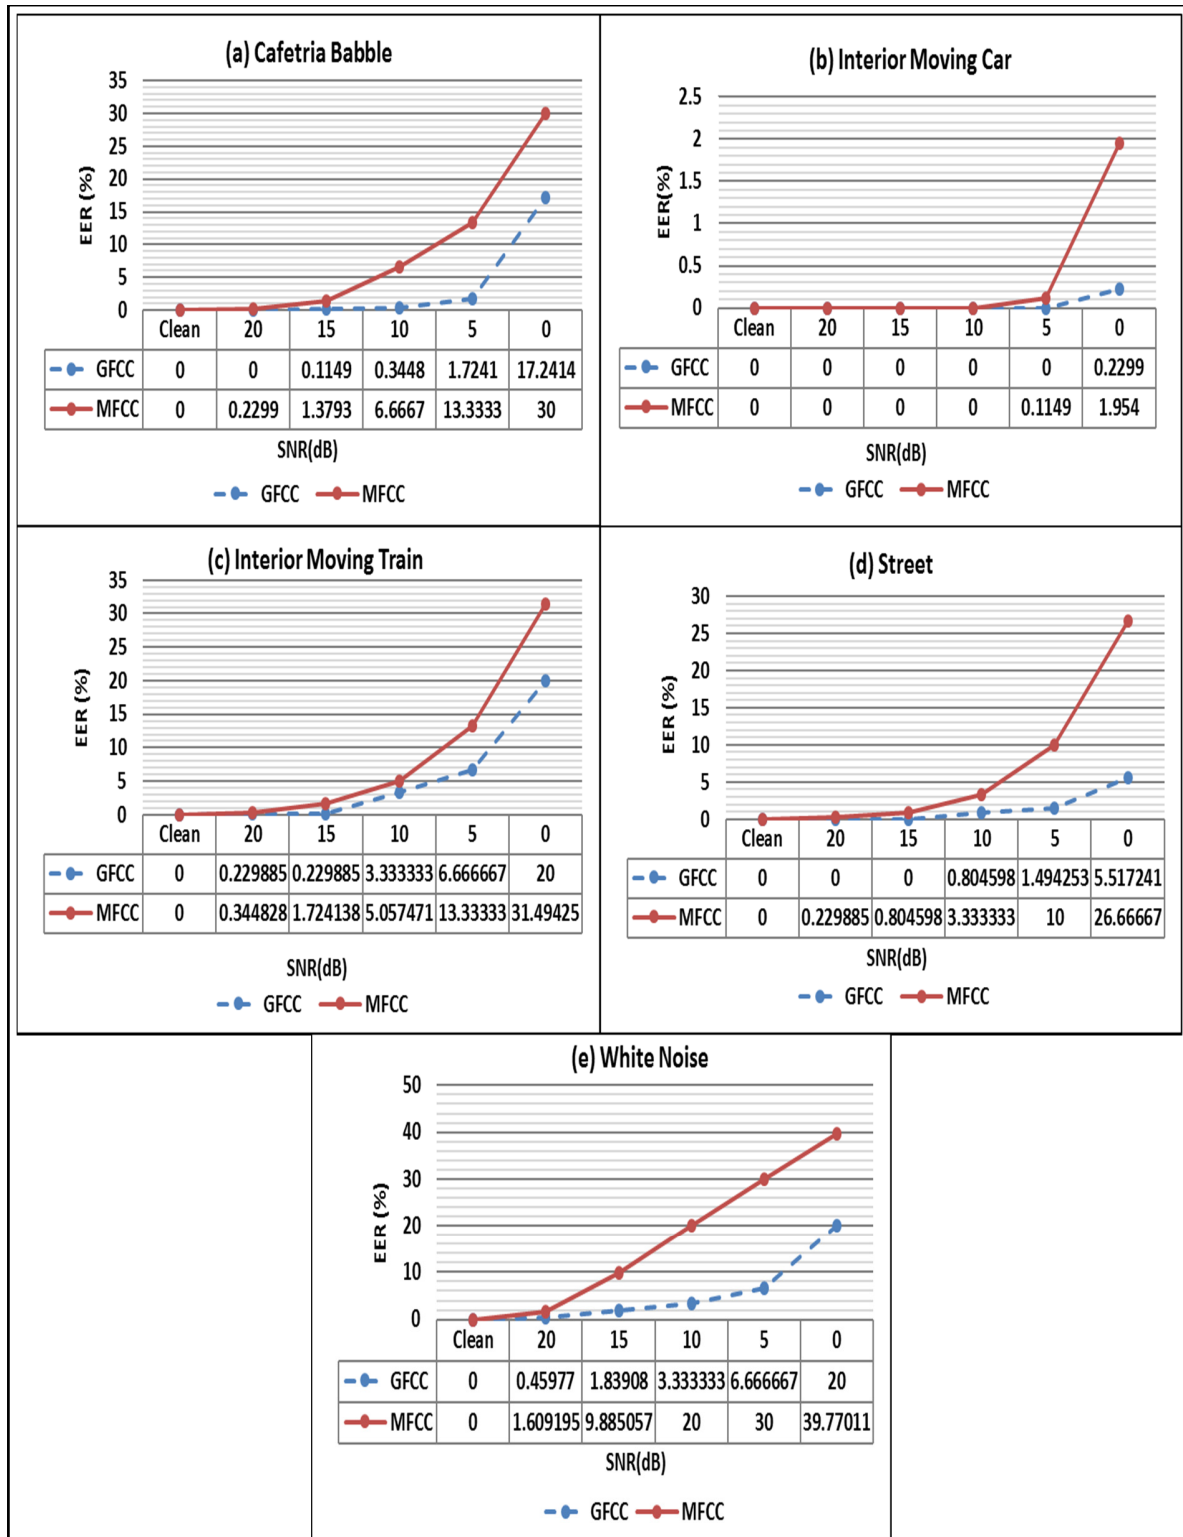 (a) Cafetria Babble
35
30
25
20
15
10
5
0
EER (%)
Clean 20 15 10 5 0
GFCC 0 0 0.1149 0.3448 1.7241 17.2414
MFCC 0 0.2299 1.3793 6.6667 13.3333 30
SNR(dB)
GFCC MFCC
(b) Interior Moving Car
2.5
2
1.5
1
0.5
0
EER(%)
Clean 20 15 10 5 0
GFCC 0 0 0 0 0 0.2299
MFCC 0 0 0 0 0.1149 1.954
SNR(dB)
GFCC MFCC
(c) Interior Moving Train
35
30
25
20
15
10
5
0
EER (%)
Clean 20 15 10 5 0
GFCC 0 0.229885 0.229885 3.333333 6.666667 20
MFCC 0 0.344828 1.724138 5.057471 13.33333 31.49425
SNR(dB)
GFCC MFCC
(d) Street
30
25
20
15
10
5
0
EER (%)
Clean 20 15 10 5 0
GFCC 0 0 0 0.804598 1.494253 5.517241
MFCC 0 0.229885 0.804598 3.333333 10 26.66667
SNR(dB)
GFCC MFCC
(e) White Noise
50
40
30
20
10
0
EER (%)
Clean 20 15 10 5 0
GFCC 0 0.45977 1.83908 3.333333 6.666667 20
MFCC 0 1.609195 9.885057 20 30 39.77011
SNR(dB)
GFCC MFCC